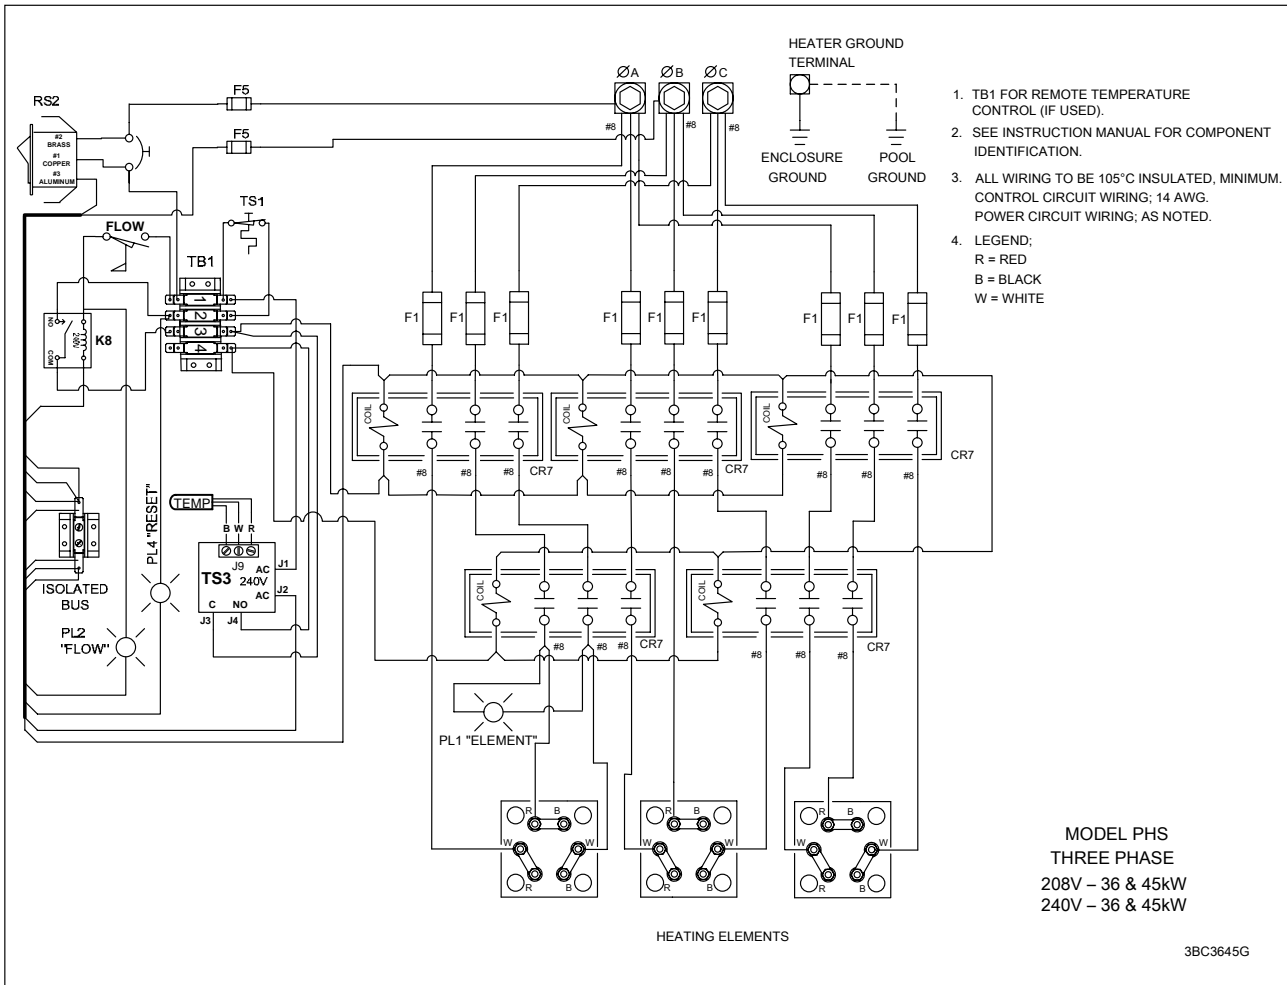 HEATER GROUND
TERMINAL
ØA
ØB
ØC
F5
RS2
#2
BRASS
#1
COPPER
#3
ALUMINUM
F5
#8
#8
#8
ENCLOSURE
GROUND
POOL
GROUND
1. TB1 FOR REMOTE TEMPERATURE
CONTROL (IF USED).
2. SEE INSTRUCTION MANUAL FOR COMPONENT
IDENTIFICATION.
3. ALL WIRING TO BE 105°C INSULATED, MINIMUM.
CONTROL CIRCUIT WIRING; 14 AWG.
POWER CIRCUIT WIRING; AS NOTED.
4. LEGEND;
R = RED
B = BLACK
W = WHITE
TS1
FLOW
TB1
1
2
3
4
NO
COM
208V
K8
F1
F1
F1
F1
F1
F1
F1
F1
F1
COIL
COIL
COIL
#8
#8
#8
CR7
#8
#8
#8
CR7
#8
#8
#8
CR7
TEMP
B W R
J9
TS3
AC
240V
AC
J1
J2
C
NO
J3
J4
PL4 "RESET"
ISOLATED
BUS
PL2
"FLOW"
COIL
COIL
#8
#8
#8
CR7
#8
#8
#8
CR7
PL1 "ELEMENT"
R
B
W
W
R
B
R
B
W
W
R
B
R
B
W
W
R
B
HEATING ELEMENTS
MODEL PHS
THREE PHASE
208V – 36 & 45kW
240V – 36 & 45kW
3BC3645G